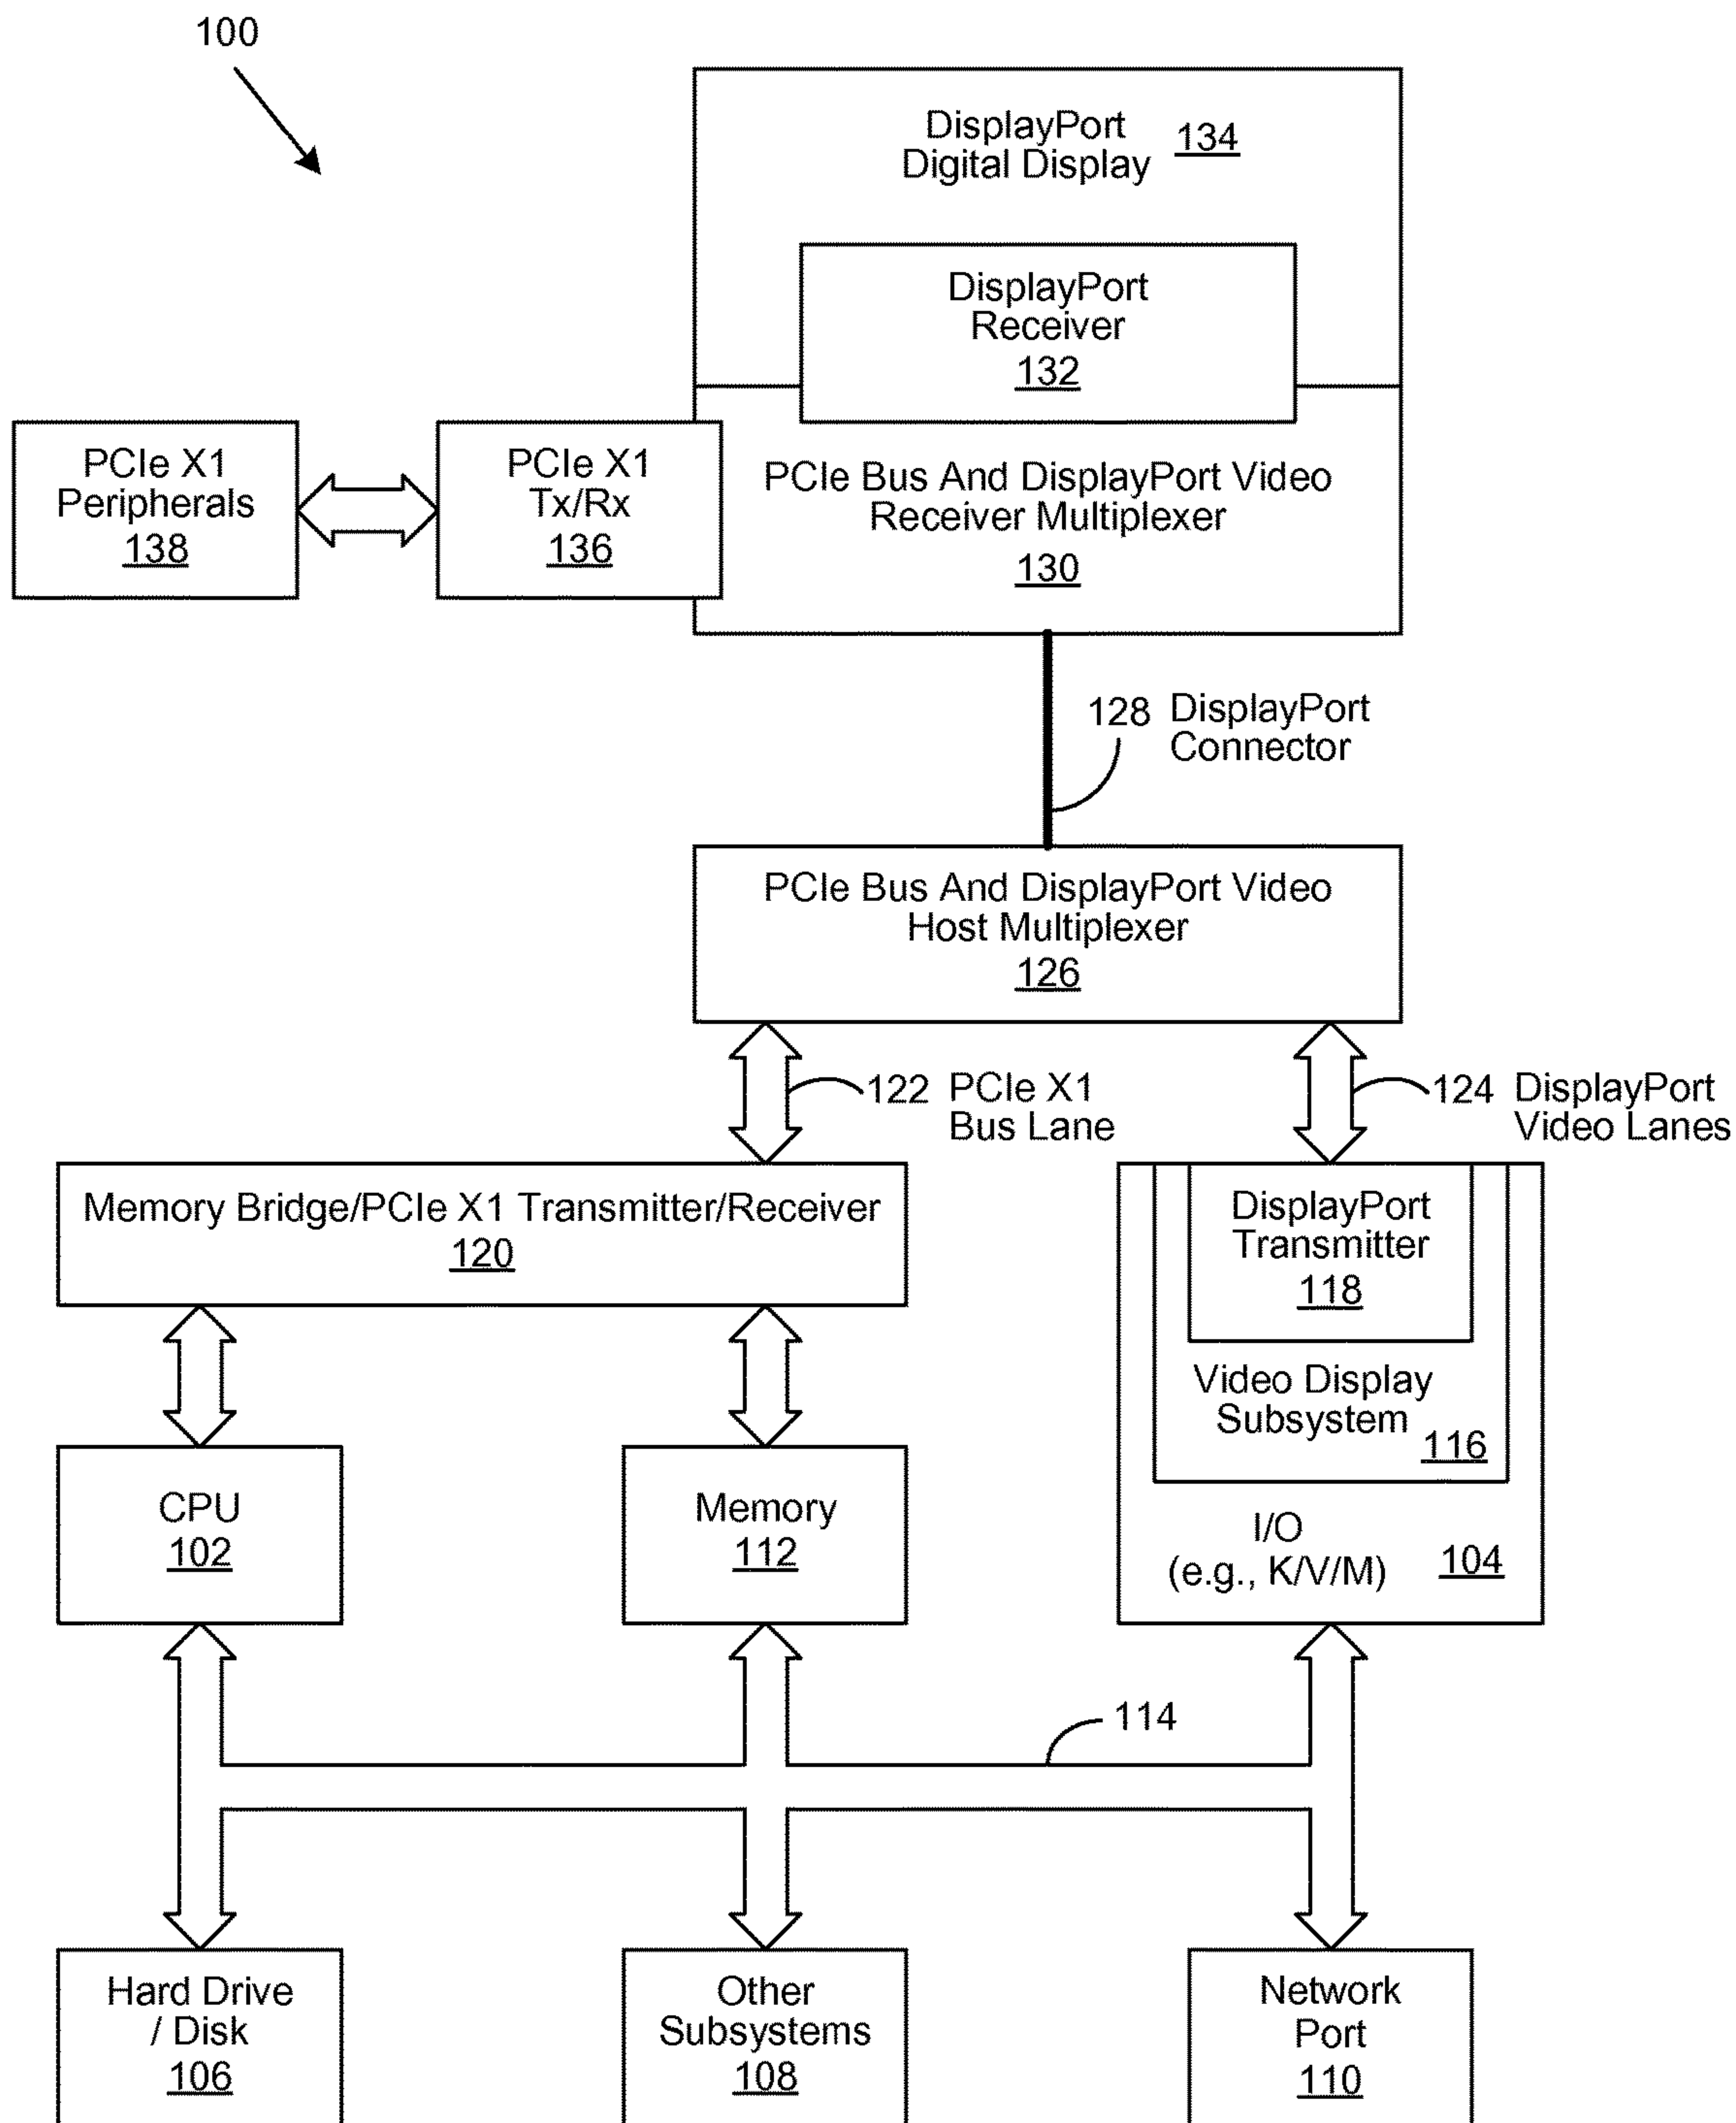 100
DisplayPort
Digital Display
134
DisplayPort
Receiver
132
PCIe X1
Peripherals
138
PCIe X1
Tx/Rx
136
PCIe Bus And DisplayPort Video
Receiver Multiplexer
130
128 DisplayPort
Connector
PCIe Bus And DisplayPort Video
Host Multiplexer
126
122 PCIe X1
Bus Lane
124 DisplayPort
Video Lanes
Memory Bridge/PCIe X1 Transmitter/Receiver
120
DisplayPort
Transmitter
118
Video Display
Subsystem
116
CPU
102
Memory
112
I/O
(e.g., K/V/M)
104
114
Hard Drive
/ Disk
106
Other
Subsystems
108
Network
Port
110